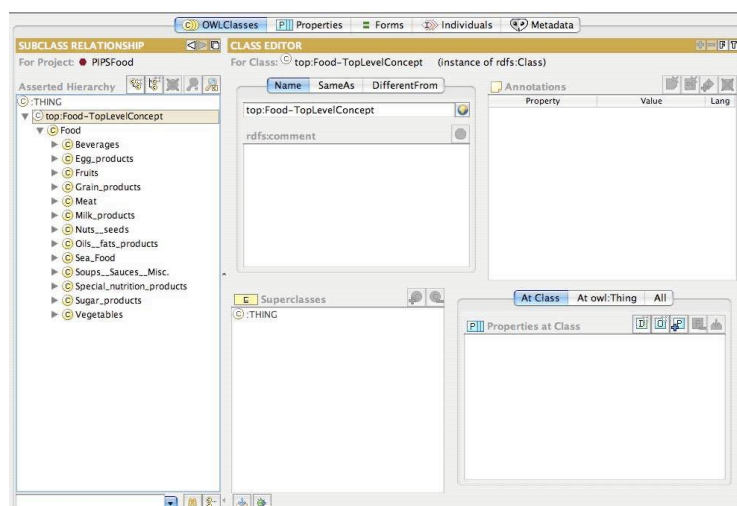 OWLClasses Properties Forms Individuals Metadata
SUBCLASS RELATIONSHIP
For Project: PIPSFood
Asserted Hierarchy
:THING
top:Food-TopLevelConcept
Food
Beverages
Egg_products
Fruits
Grain_products
Meat
Milk_products
Nuts__seeds
Oils__fats_products
Sea_Food
Soups__Sauces__Misc.
Special_nutrition_products
Sugar_products
Vegetables
CLASS EDITOR
For Class: top:Food-TopLevelConcept (instance of rdfs:Class)
Name SameAs DifferentFrom
top:Food-TopLevelConcept
rdfs:comment
Annotations
Property Value Lang
Superclasses
:THING
At Class At owl:Thing All
Properties at Class